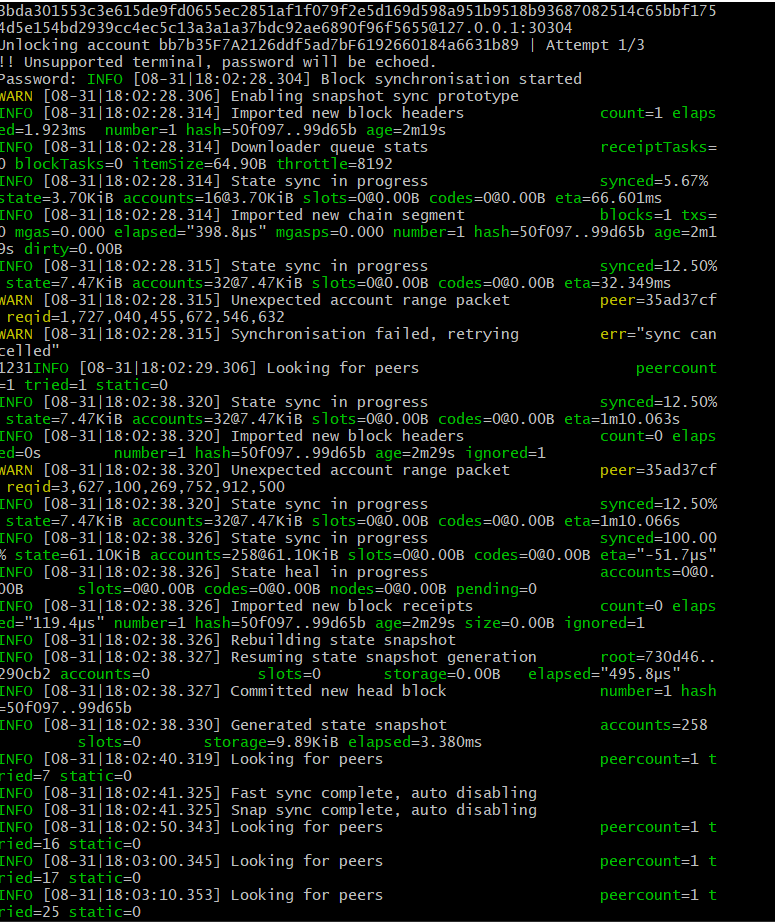 3bda301553c3e615de9fd0655ec2851af1f079f2e5d169d598a951b9518b93687082514c65bbf175
4d5e154bd2939cc4ec5c13a3a1a37bdc92ae6890f96f5655@127.0.0.1:30304
Unlocking account bb7b35F7A2126ddf5ad7bF6192660184a6631b89 | Attempt 1/3
!! Unsupported terminal, password will be echoed.
Password: INFO [08-31|18:02:28.304] Block synchronisation started
WARN [08-31|18:02:28.306] Enabling snapshot sync prototype
INFO [08-31|18:02:28.314] Imported new block headers               count=1 elaps
ed=1.923ms  number=1 hash=50f097..99d65b age=2m19s
INFO [08-31|18:02:28.314] Downloader queue stats                   receiptTasks=
0 blockTasks=0 itemSize=64.90B throttle=8192
INFO [08-31|18:02:28.314] State sync in progress                   synced=5.67% 
state=3.70KiB accounts=16@3.70KiB slots=0@0.00B codes=0@0.00B eta=66.601ms
INFO [08-31|18:02:28.314] Imported new chain segment               blocks=1 txs=
0 mgas=0.000 elapsed="398.8µs" mgasps=0.000 number=1 hash=50f097..99d65b age=2m1
9s dirty=0.00B
INFO [08-31|18:02:28.315] State sync in progress                   synced=12.50%
 state=7.47KiB accounts=32@7.47KiB slots=0@0.00B codes=0@0.00B eta=32.349ms
WARN [08-31|18:02:28.315] Unexpected account range packet          peer=35ad37cf
 reqid=1,727,040,455,672,546,632
WARN [08-31|18:02:28.315] Synchronisation failed, retrying         err="sync can
celled"
1231INFO [08-31|18:02:29.306] Looking for peers                        peercount
=1 tried=1 static=0
INFO [08-31|18:02:38.320] State sync in progress                   synced=12.50%
 state=7.47KiB accounts=32@7.47KiB slots=0@0.00B codes=0@0.00B eta=1m10.063s
INFO [08-31|18:02:38.320] Imported new block headers               count=0 elaps
ed=0s        number=1 hash=50f097..99d65b age=2m29s ignored=1
WARN [08-31|18:02:38.320] Unexpected account range packet          peer=35ad37cf
 reqid=3,627,100,269,752,912,500
INFO [08-31|18:02:38.320] State sync in progress                   synced=12.50%
 state=7.47KiB accounts=32@7.47KiB slots=0@0.00B codes=0@0.00B eta=1m10.066s
INFO [08-31|18:02:38.326] State sync in progress                   synced=100.00
% state=61.10KiB accounts=258@61.10KiB slots=0@0.00B codes=0@0.00B eta="-51.7µs"
INFO [08-31|18:02:38.326] State heal in progress                   accounts=0@0.
00B      slots=0@0.00B codes=0@0.00B nodes=0@0.00B pending=0
INFO [08-31|18:02:38.326] Imported new block receipts              count=0 elaps
ed="119.4µs" number=1 hash=50f097..99d65b age=2m29s size=0.00B ignored=1
INFO [08-31|18:02:38.326] Rebuilding state snapshot
INFO [08-31|18:02:38.327] Resuming state snapshot generation       root=730d46..
290cb2 accounts=0            slots=0       storage=0.00B   elapsed="495.8µs"
INFO [08-31|18:02:38.327] Committed new head block                 number=1 hash
=50f097..99d65b
INFO [08-31|18:02:38.330] Generated state snapshot                 accounts=258
         slots=0       storage=9.89KiB elapsed=3.380ms
INFO [08-31|18:02:40.319] Looking for peers                        peercount=1 t
ried=7 static=0
INFO [08-31|18:02:41.325] Fast sync complete, auto disabling
INFO [08-31|18:02:41.325] Snap sync complete, auto disabling
INFO [08-31|18:02:50.343] Looking for peers                        peercount=1 t
ried=16 static=0
INFO [08-31|18:03:00.345] Looking for peers                        peercount=1 t
ried=17 static=0
INFO [08-31|18:03:10.353] Looking for peers                        peercount=1 t
ried=25 static=0